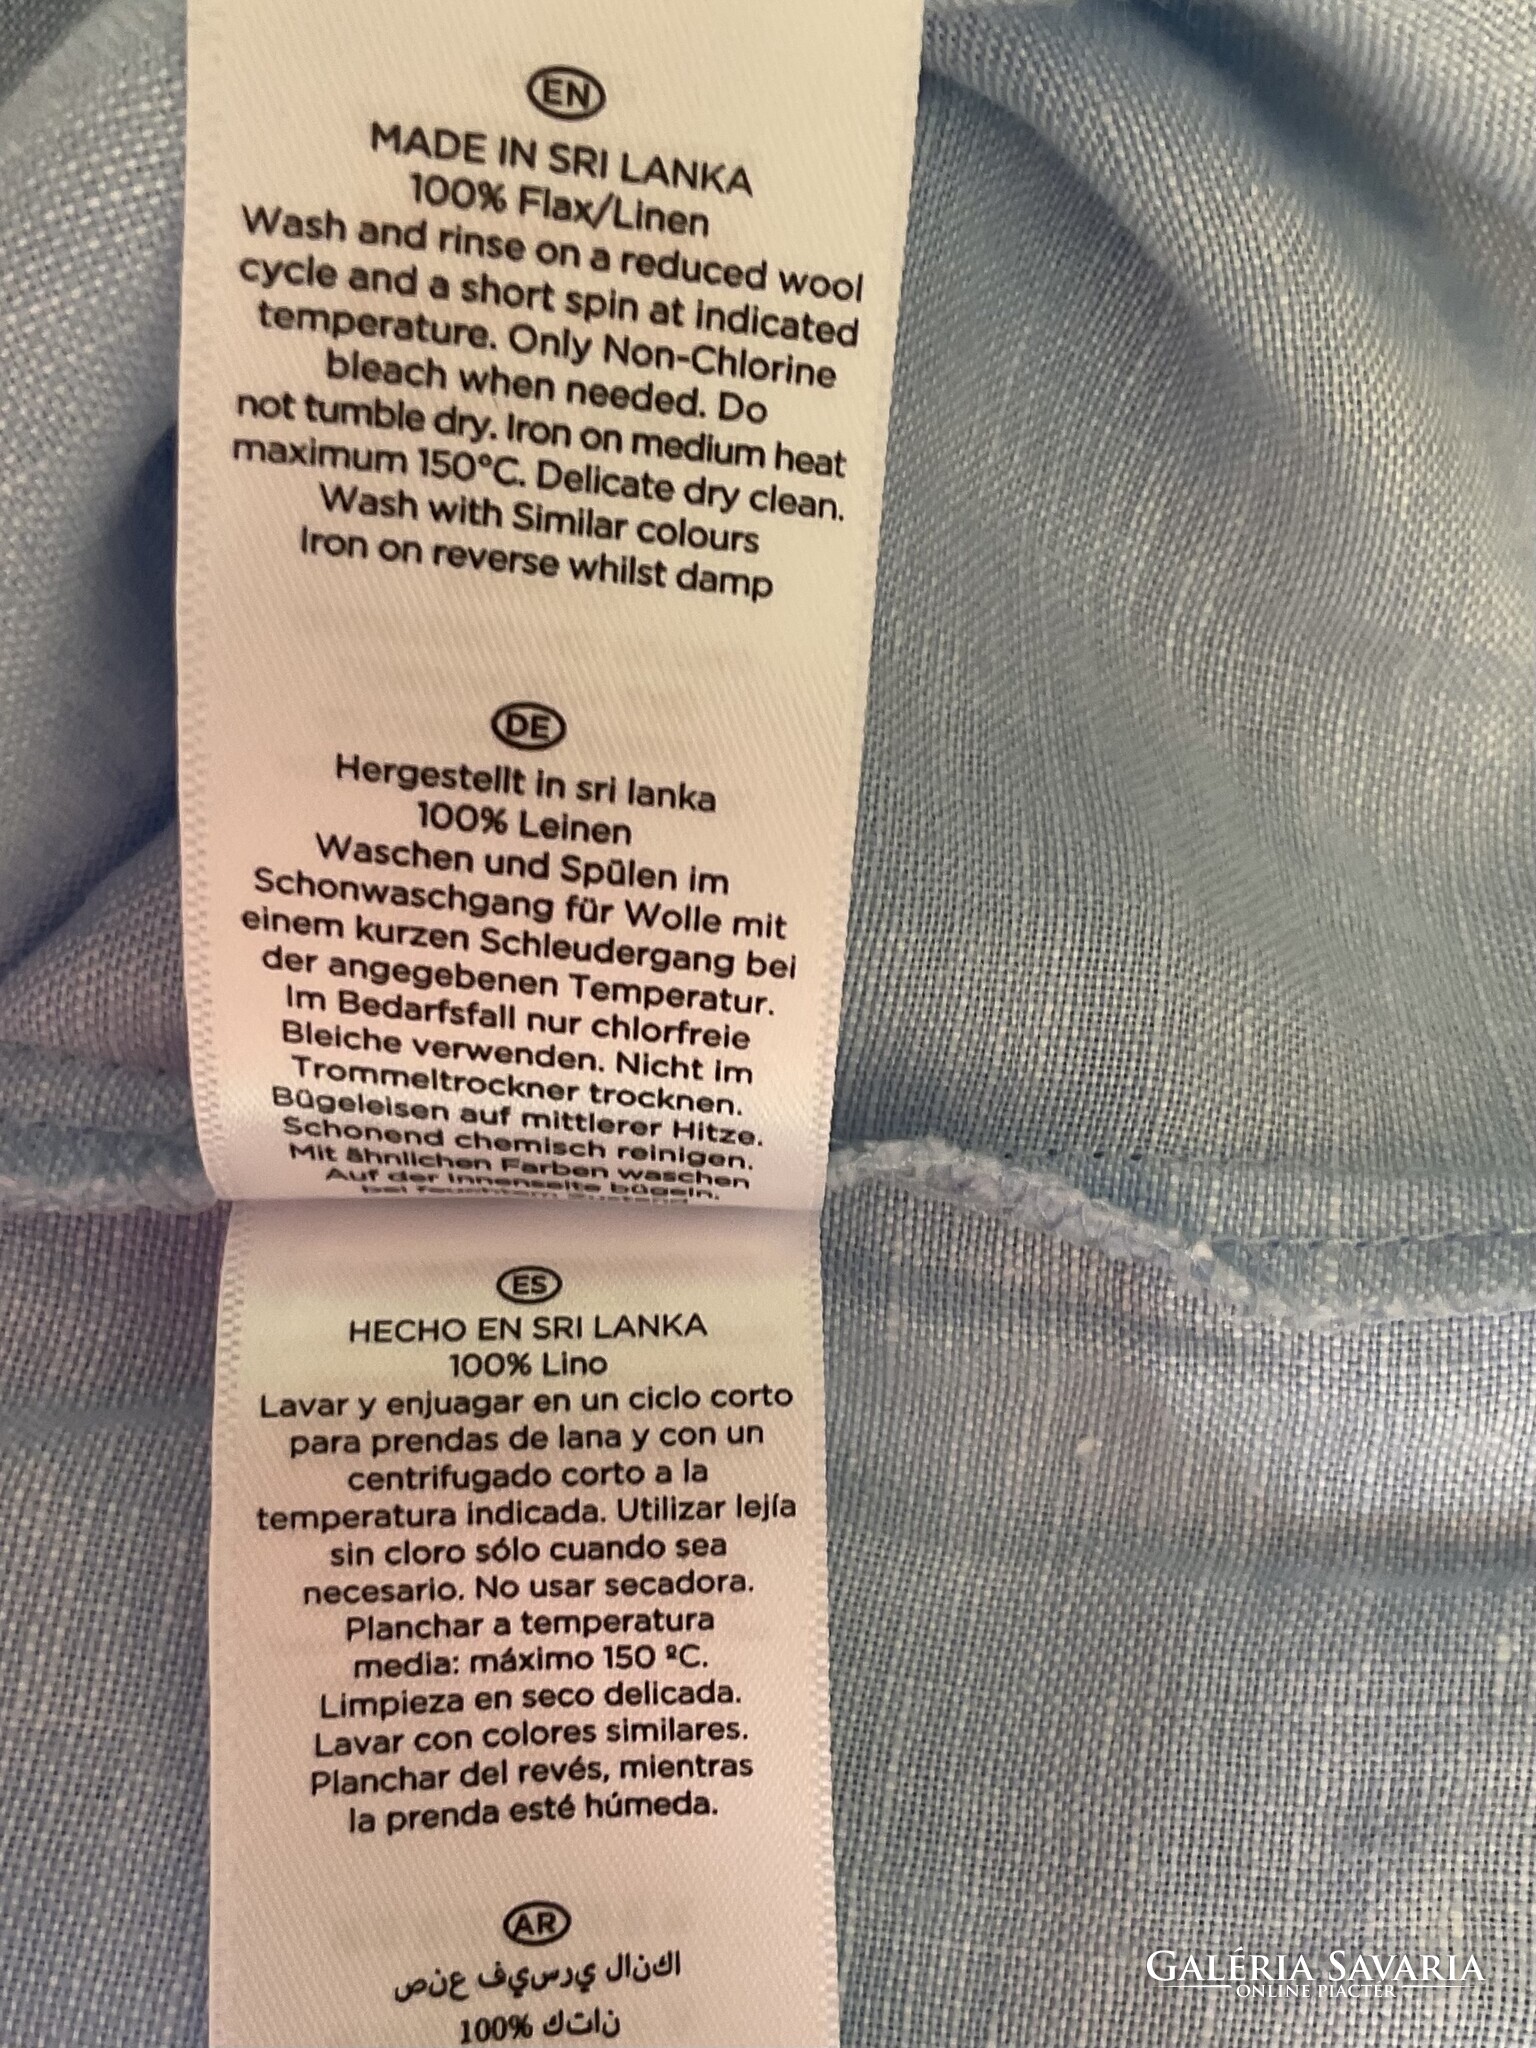 EN
MADE IN SRI LANKA
100% Flax/Linen
Wash and rinse on a reduced wool
cycle and a short spin at indicated
temperature. Only Non-Chlorine
bleach when needed. Do
not tumble dry. Iron on medium heat
maximum 150°C. Delicate dry clean.
Wash with Similar colours
Iron on reverse whilst damp
DE
Hergestellt in sri lanka
100% Leinen
Waschen und Spülen im
Schonwaschgang für Wolle mit
einem kurzen Schleudergang bei
der angegebenen Temperatur.
Im Bedarfsfall nur chlorfreie
Bleiche verwenden. Nicht im
Trommeltrockner trocknen.
Bügeleisen auf mittlerer Hitze.
Schonend chemisch reinigen.
Mit ähnlichen Farben waschen
Auf der Innenseite bügeln.
bei feuchtem Zustand
ES
HECHO EN SRI LANKA
100% Lino
Lavar y enjuagar en un ciclo corto
para prendas de lana y con un
centrifugado corto a la
temperatura indicada. Utilizar lejía
sin cloro sólo cuando sea
necesario. No usar secadora.
Planchar a temperatura
media: máximo 150 ºC.
Limpieza en seco delicada.
Lavar con colores similares.
Planchar del revés, mientras
la prenda esté húmeda.
AR
100%
GALÉRIA SAVARIA
ONLINE PIACTÉR